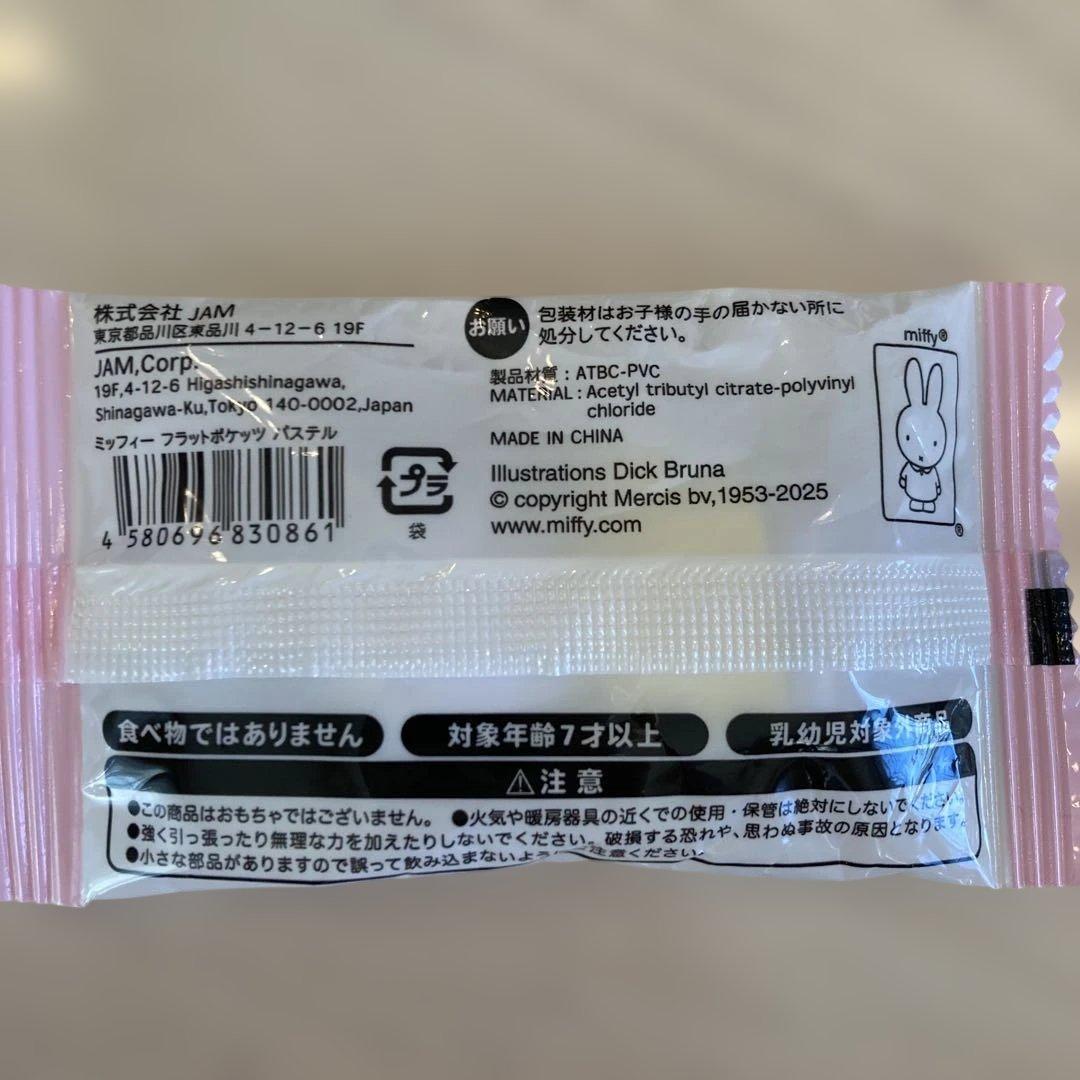 株式会社 JAM
東京都品川区東品川 4-12-6 19F
JAM,Corp.
19F,4-12-6 Higashishinagawa,
Shinagawa-Ku,Tokyo 140-0002,Japan
ミッフィー フラットポケッツ パステル
4 580696 830861
プラ
袋
お願い
包装材はお子様の手の届かない所に
処分してください。
製品材質：ATBC-PVC
MATERIAL：Acetyl tributyl citrate-polyvinyl
chloride
MADE IN CHINA
Illustrations Dick Bruna
© copyright Mercis bv,1953-2025
www.miffy.com
miffy®
®
食べ物ではありません
対象年齢7才以上
乳幼児対象外商品
⚠注意
●この商品はおもちゃではございません。 ●火気や暖房器具の近くでの使用・保管は絶対にしないでください。
●強く引っ張ったり無理な力を加えたりしないでください。破損する恐れや、思わぬ事故の原因となります。
●小さな部品がありますので誤って飲み込まないようにご注意ください。